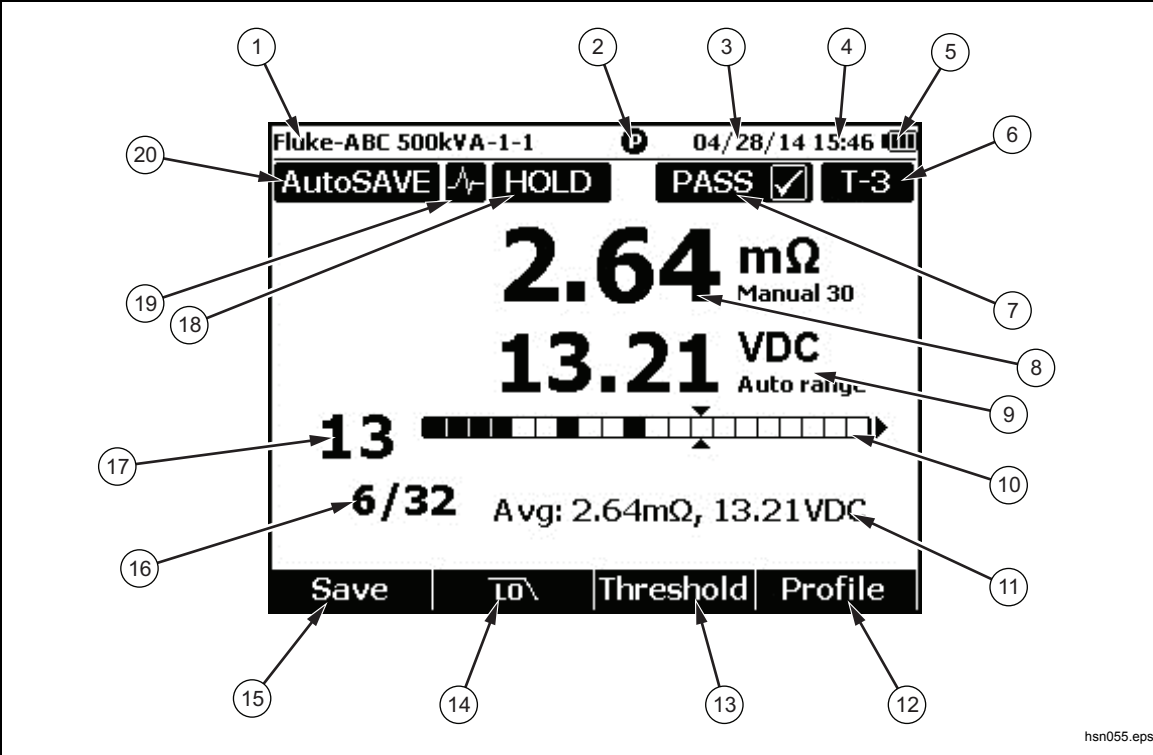 1
2
3
4
5
Fluke-ABC 500kVA-1-1 P 04/28/14 15:46
20
6
AutoSAVE HOLD PASS T-3
2.64 mΩ
Manual 30
19
18
7
13.21 VDC
Auto range
8
9
13
17
10
6/32 Avg: 2.64mΩ, 13.21VDC
16
11
Save LO Threshold Profile
15
14
13
12
hsn055.eps